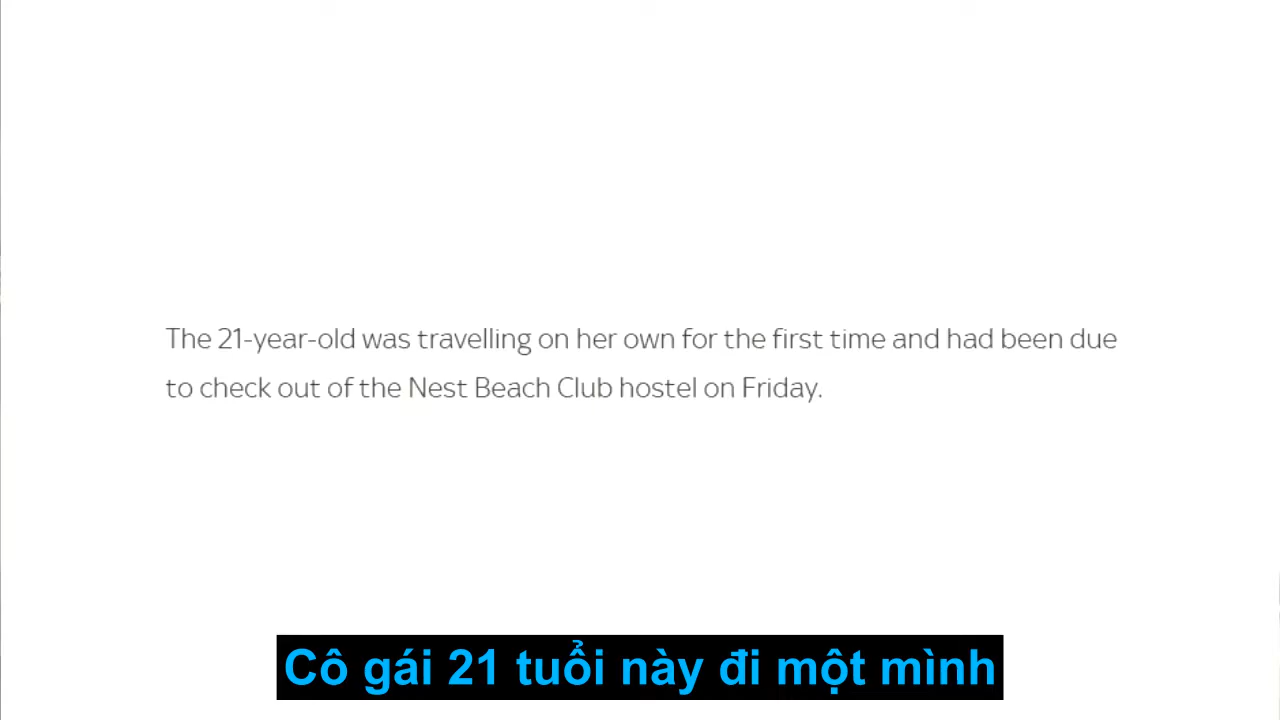 The 21-year-old was travelling on her own for the first time and had been due
to check out of the Nest Beach Club hostel on Friday.
Cô gái 21 tuổi này đi một mình